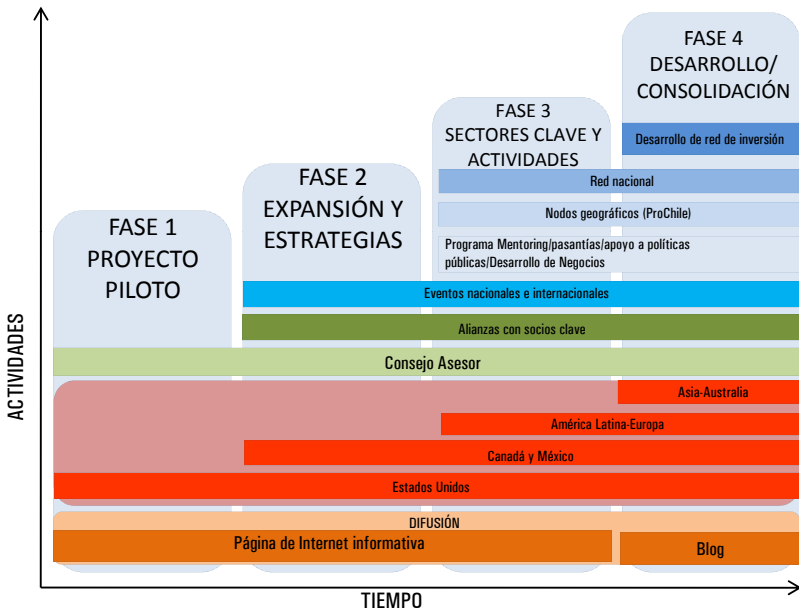 FASE 4
DESARROLLO/
CONSOLIDACIÓN
FASE 3
SECTORES CLAVE Y
ACTIVIDADES
FASE 2
EXPANSIÓN Y
ESTRATEGIAS
FASE 1
PROYECTO
PILOTO
Desarrollo de red de inversión
Red nacional
Nodos geográficos (ProChile)
Programa Mentoring/pasantías/apoyo a políticas
públicas/Desarrollo de Negocios
Eventos nacionales e internacionales
Alianzas con socios clave
Consejo Asesor
Asia-Australia
América Latina-Europa
Canadá y México
Estados Unidos
DIFUSIÓN
Página de Internet informativa
Blog
ACTIVIDADES
TIEMPO